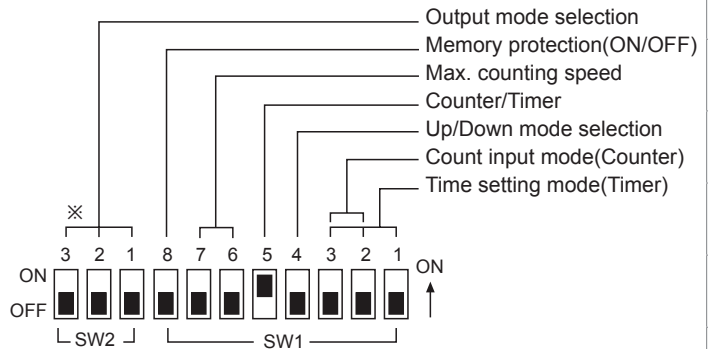 Output mode selection
Memory protection(ON/OFF)
Max. counting speed
Counter/Timer
Up/Down mode selection
Count input mode(Counter)
Time setting mode(Timer)
※
3 2 1 8 7 6 5 4 3 2 1
ON ON
OFF
SW2 SW1